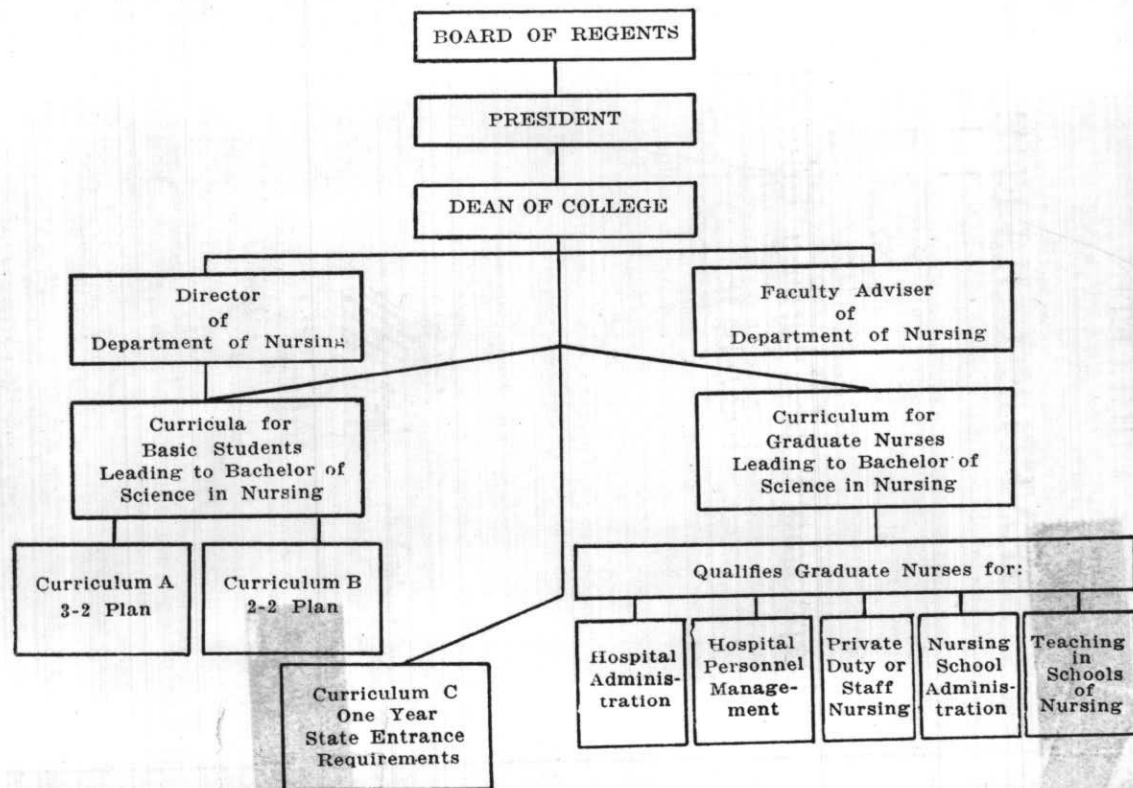 BOARD OF REGENTS
PRESIDENT
DEAN OF COLLEGE
Director
of
Department of Nursing
Faculty Adviser
of
Department of Nursing
Curricula for
Basic Students
Leading to Bachelor of
Science in Nursing
Curriculum for
Graduate Nurses
Leading to Bachelor of
Science in Nursing
Curriculum A
3-2 Plan
Curriculum B
2-2 Plan
Curriculum C
One Year
State Entrance
Requirements
Qualifies Graduate Nurses for:
Hospital
Adminis-
tration
Hospital
Personnel
Manage-
ment
Private
Duty or
Staff
Nursing
Nursing
School
Adminis-
tration
Teaching
in
Schools
of
Nursing